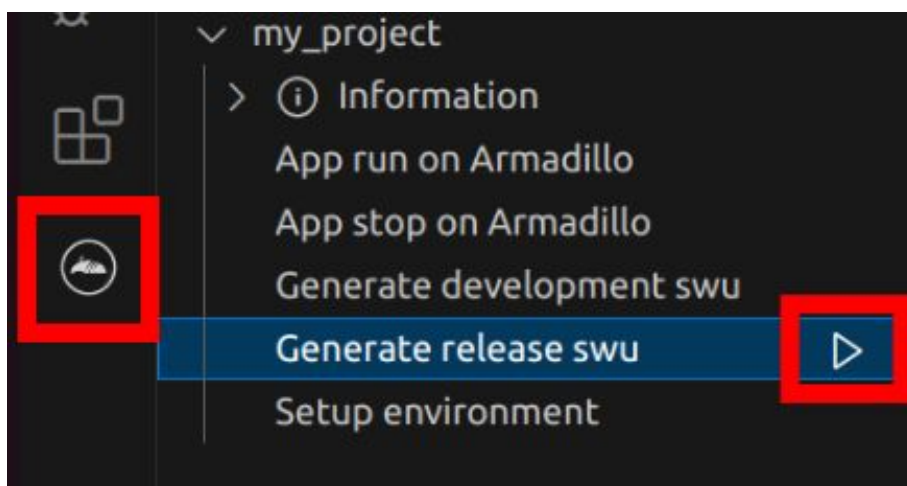 my_project
Information
App run on Armadillo
App stop on Armadillo
Generate development swu
Generate release swu
Setup environment